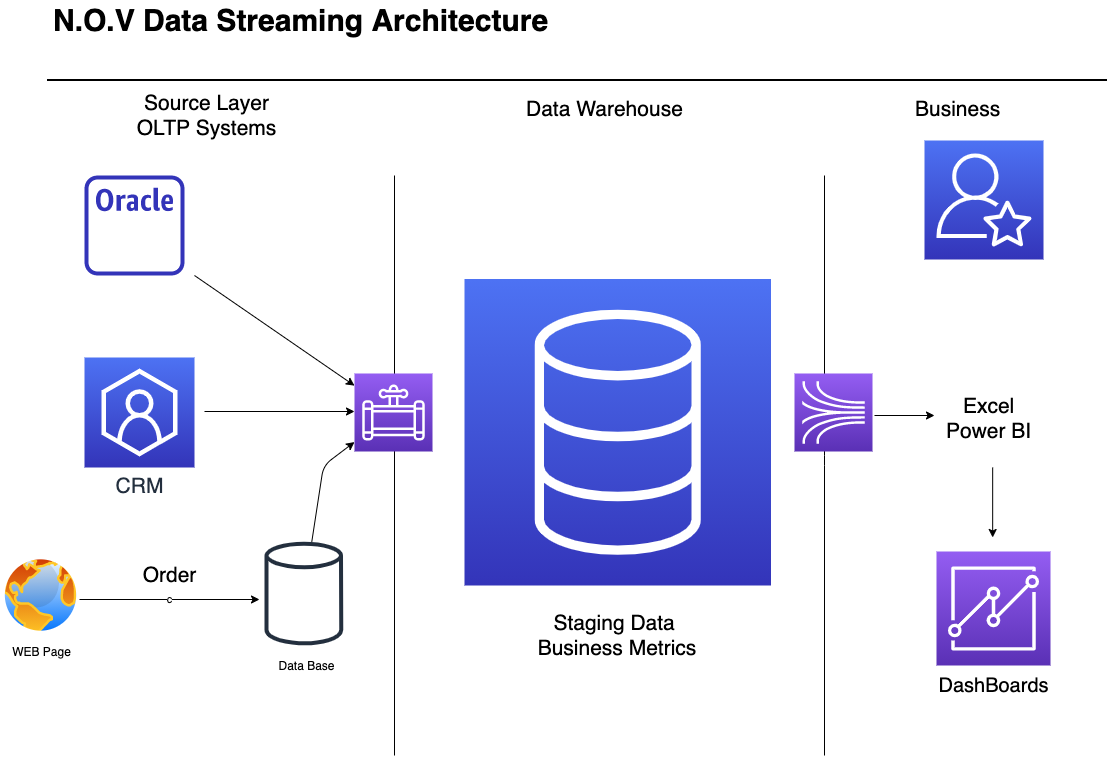 N.O.V Data Streaming Architecture
Source Layer
OLTP Systems
Data Warehouse
Business
Oracle
CRM
Excel
Power BI
Order
c
WEB Page
Data Base
Staging Data
Business Metrics
DashBoards